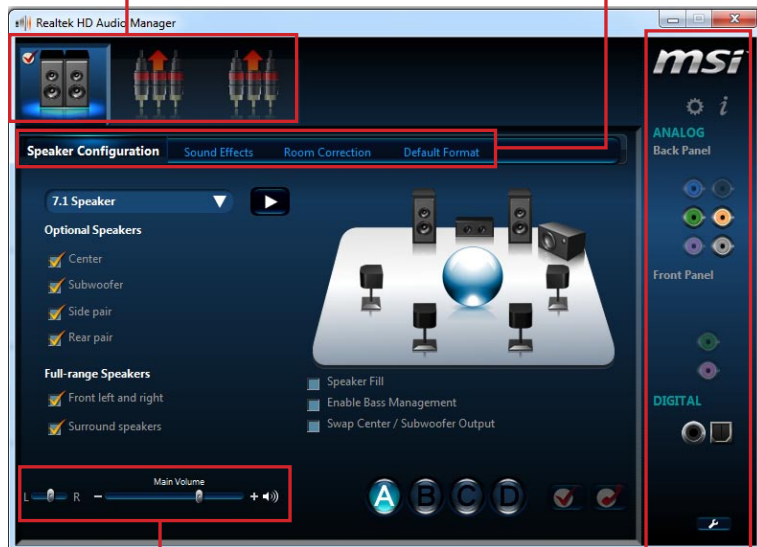 Realtek HD Audio Manager
msi
i
ANALOG
Back Panel
Speaker Configuration
Sound Effects
Room Correction
Default Format
7.1 Speaker
Optional Speakers
Center
Subwoofer
Side pair
Rear pair
Full-range Speakers
Front left and right
Surround speakers
Speaker Fill
Enable Bass Management
Swap Center / Subwoofer Output
Front Panel
DIGITAL
Main Volume
L R - +
A B C D